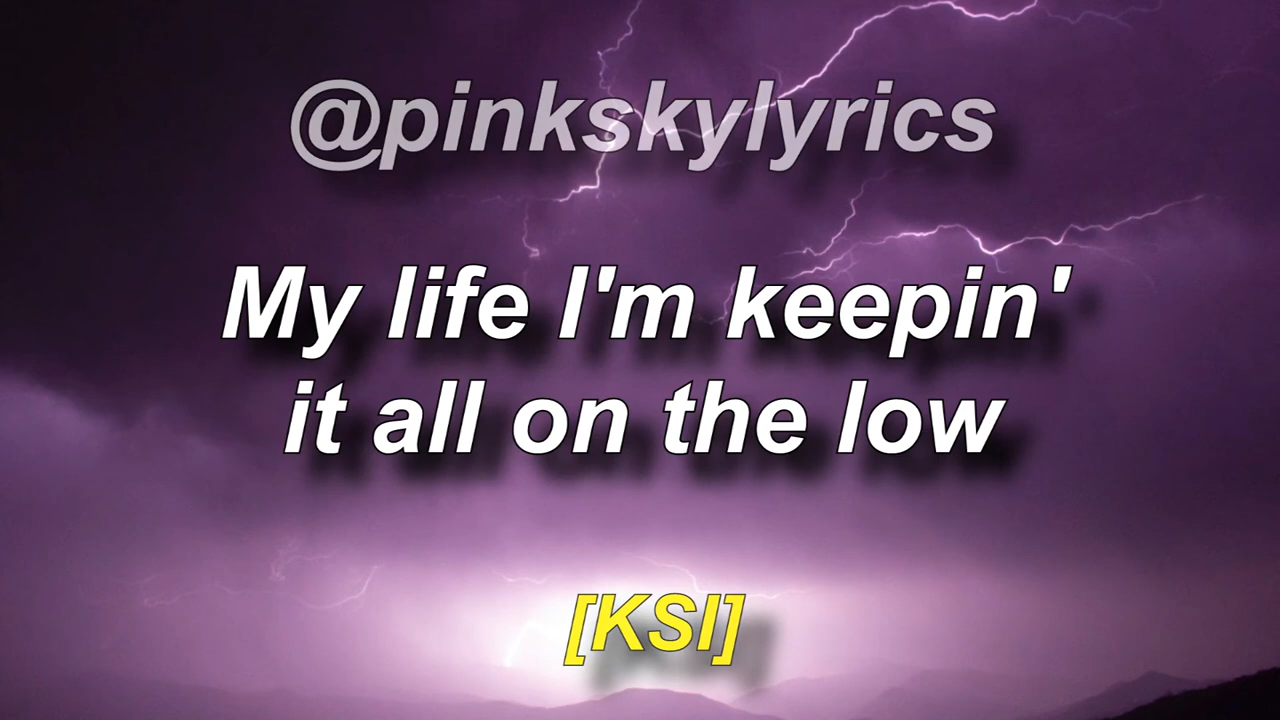 @pinkskylyrics
My life I'm keepin'
it all on the low
[KSI]